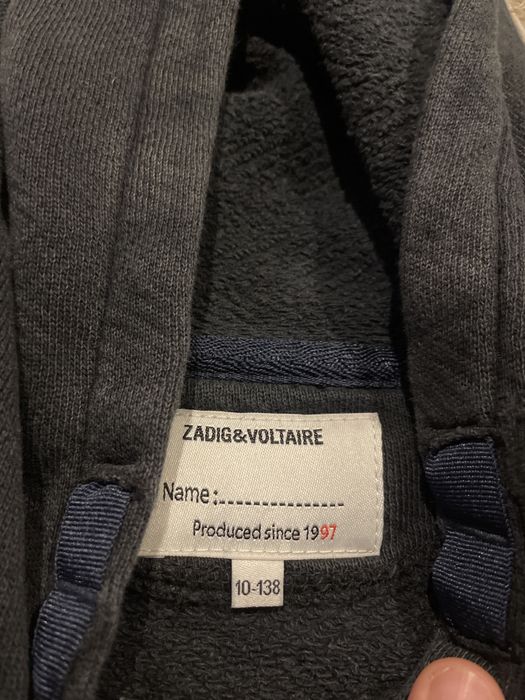 ZADIG&VOLTAIRE
Name:....................
Produced since 1997
10-138